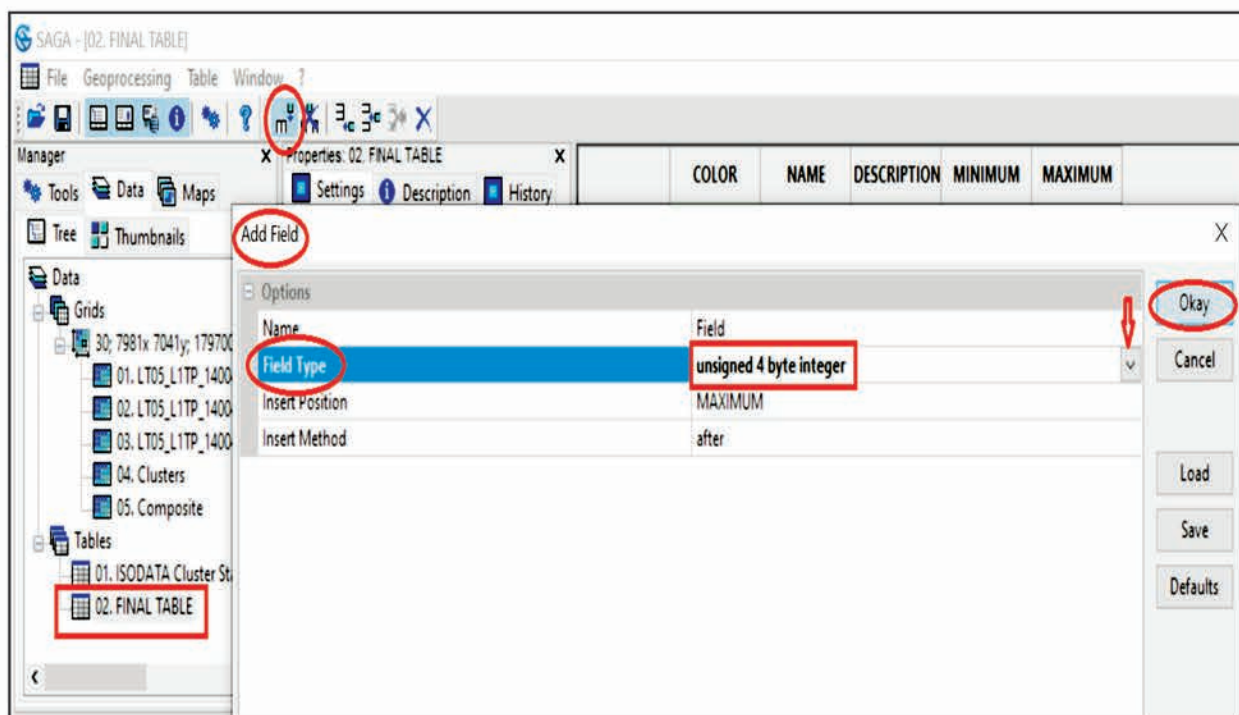 SAGA - [02. FINAL TABLE]
File Geoprocessing Table Window ?
Manager X
Tools Data Maps
Tree Thumbnails
Data
Grids
30; 7981x 7041y; 179700
01. LT05_L1TP_1400
02. LT05_L1TP_1400
03. LT05_L1TP_1400
04. Clusters
05. Composite
Tables
01. ISODATA Cluster Sta
02. FINAL TABLE
Properties: 02. FINAL TABLE X
Settings Description History
COLOR NAME DESCRIPTION MINIMUM MAXIMUM
Add Field X
Options
Name Field
Field Type unsigned 4 byte integer
Insert Position MAXIMUM
Insert Method after
Okay
Cancel
Load
Save
Defaults